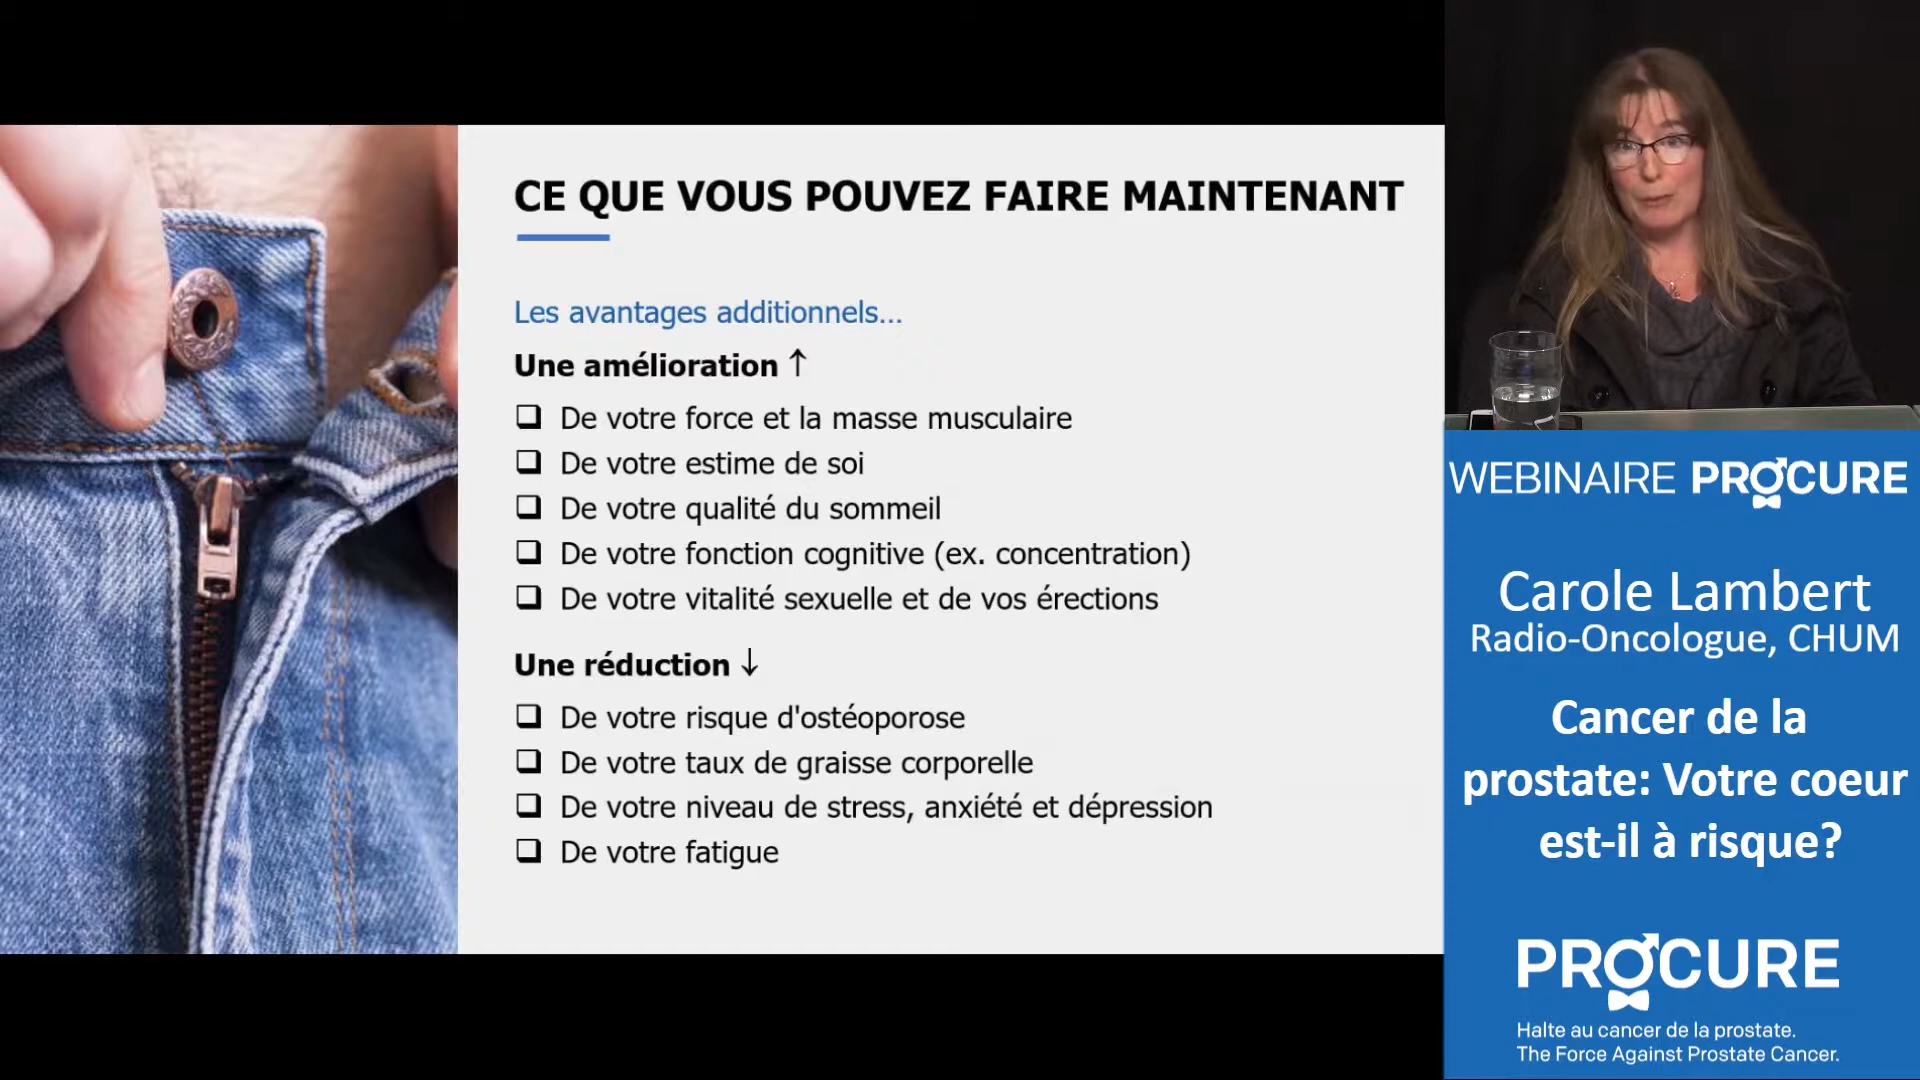 CE QUE VOUS POUVEZ FAIRE MAINTENANT
Les avantages additionnels...
Une amélioration ↑
❑ De votre force et la masse musculaire
❑ De votre estime de soi
❑ De votre qualité du sommeil
❑ De votre fonction cognitive (ex. concentration)
❑ De votre vitalité sexuelle et de vos érections
Une réduction ↓
❑ De votre risque d'ostéoporose
❑ De votre taux de graisse corporelle
❑ De votre niveau de stress, anxiété et dépression
❑ De votre fatigue
WEBINAIRE PROCURE
Carole Lambert
Radio-Oncologue, CHUM
Cancer de la
prostate: Votre coeur
est-il à risque?
PROCURE
Halte au cancer de la prostate.
The Force Against Prostate Cancer.